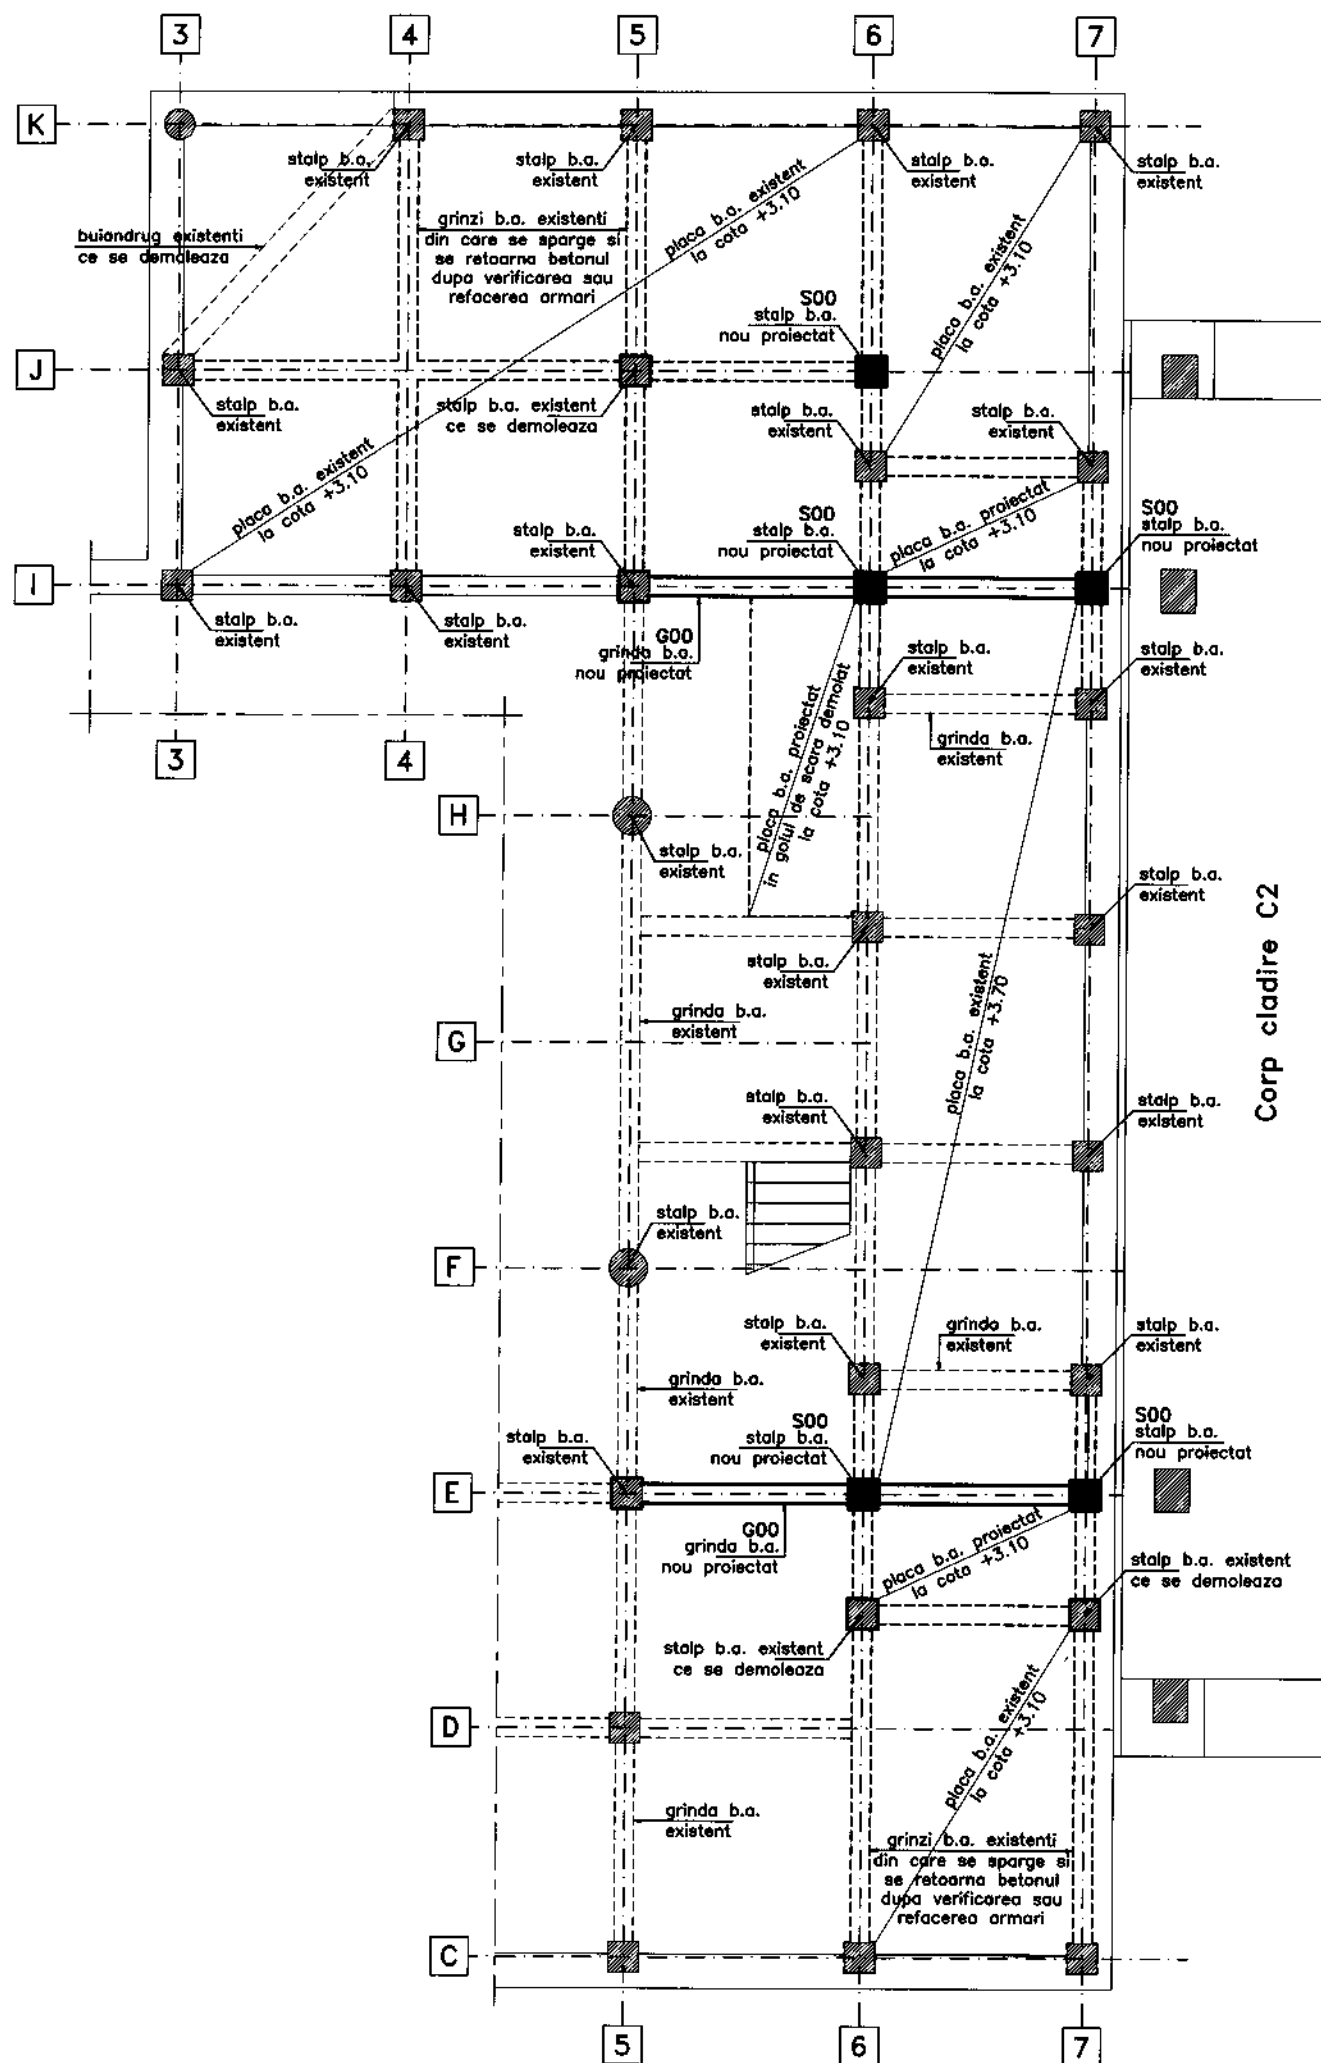 3
4
5
6
7
K
stalp b.a.
existent
stalp b.a.
existent
stalp b.a.
existent
stalp b.a.
existent
buiandrug existenti
ce se demoleaza
grinzi b.a. existenti
din care se sparge si
se retoarna betonul
dupa verificarea sau
refacerea armari
placa b.a. existent
la cota +3.10
placa b.a. existent
la cota +3.10
S00
stalp b.a.
nou proiectat
J
stalp b.a.
existent
stalp b.a. existent
ce se demoleaza
stalp b.a.
existent
stalp b.a.
existent
placa b.a. existent
la cota +3.10
stalp b.a.
existent
S00
stalp b.a.
nou proiectat
placa b.a. proiectat
la cota +3.10
S00
stalp b.a.
nou proiectat
I
stalp b.a.
existent
stalp b.a.
existent
G00
grinda b.a.
nou proiectat
stalp b.a.
existent
stalp b.a.
existent
3
4
grinda b.a.
existent
placa b.a. proiectat
in golul de scara demolat
la cota +3.10
H
stalp b.a.
existent
stalp b.a.
existent
stalp b.a.
existent
Corp cladire C2
placa b.a. existent
la cota +3.70
grinda b.a.
existent
G
stalp b.a.
existent
stalp b.a.
existent
stalp b.a.
existent
F
stalp b.a.
existent
grinda b.a.
existent
stalp b.a.
existent
grinda b.a.
existent
stalp b.a.
existent
S00
stalp b.a.
nou proiectat
S00
stalp b.a.
nou proiectat
E
G00
grinda b.a.
nou proiectat
placa b.a. proiectat
la cota +3.10
stalp b.a. existent
ce se demoleaza
stalp b.a. existent
ce se demoleaza
D
placa b.a. existent
la cota +3.10
grinda b.a.
existent
grinzi b.a. existenti
din care se sparge si
se retoarna betonul
dupa verificarea sau
refacerea armari
C
5
6
7